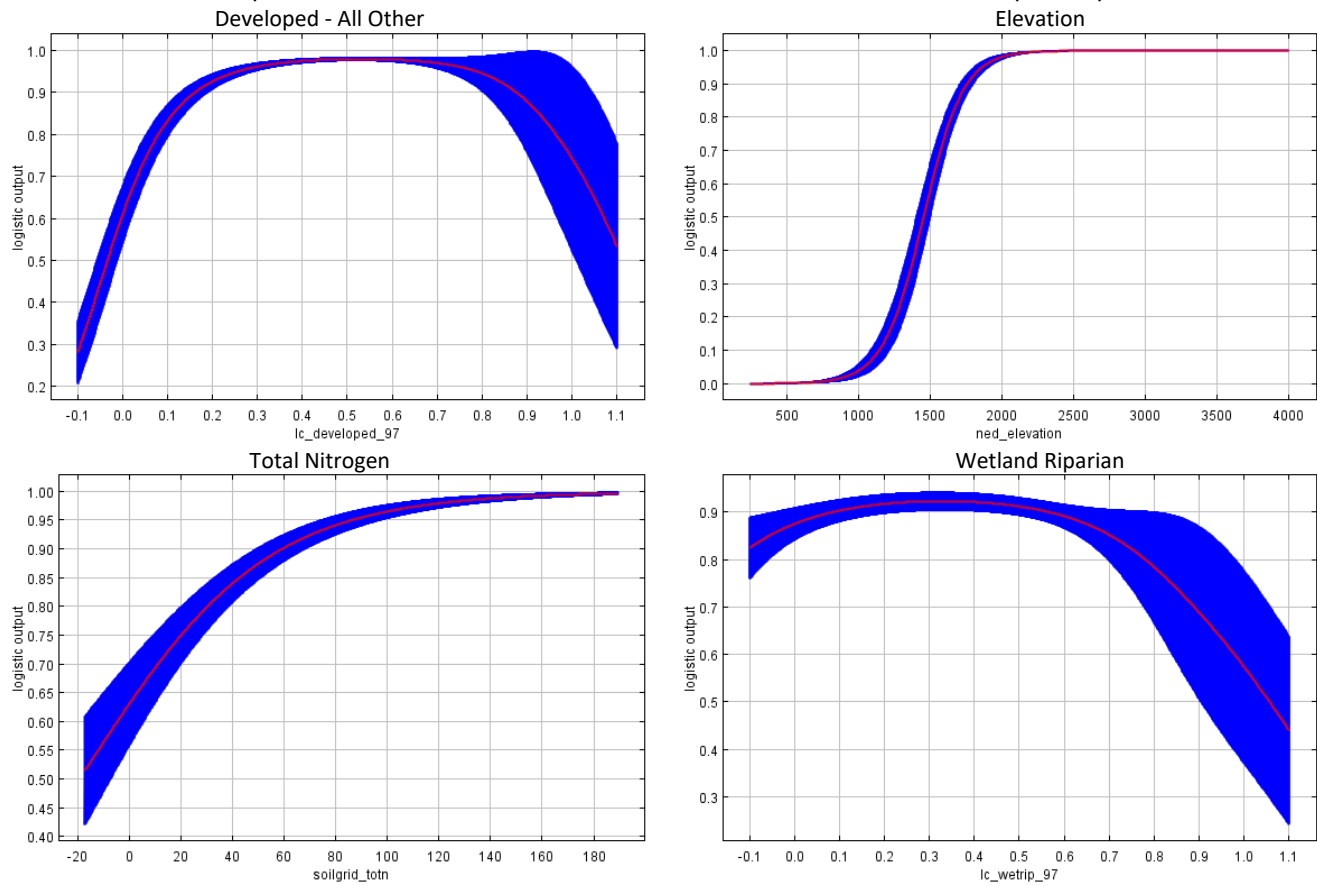 Developed - All Other
1.0
0.9
0.8
0.7
0.6
0.5
0.4
0.3
0.2
logistic output
-0.1 0.0 0.1 0.2 0.3 0.4 0.5 0.6 0.7 0.8 0.9 1.0 1.1
lc_developed_97
Elevation
1.0
0.9
0.8
0.7
0.6
0.5
0.4
0.3
0.2
0.1
0.0
logistic output
500 1000 1500 2000 2500 3000 3500 4000
ned_elevation
Total Nitrogen
1.00
0.95
0.90
0.85
0.80
0.75
0.70
0.65
0.60
0.55
0.50
0.45
0.40
logistic output
-20 0 20 40 60 80 100 120 140 160 180
soilgrid_totn
Wetland Riparian
0.9
0.8
0.7
0.6
0.5
0.4
0.3
logistic output
-0.1 0.0 0.1 0.2 0.3 0.4 0.5 0.6 0.7 0.8 0.9 1.0 1.1
lc_wetrip_97